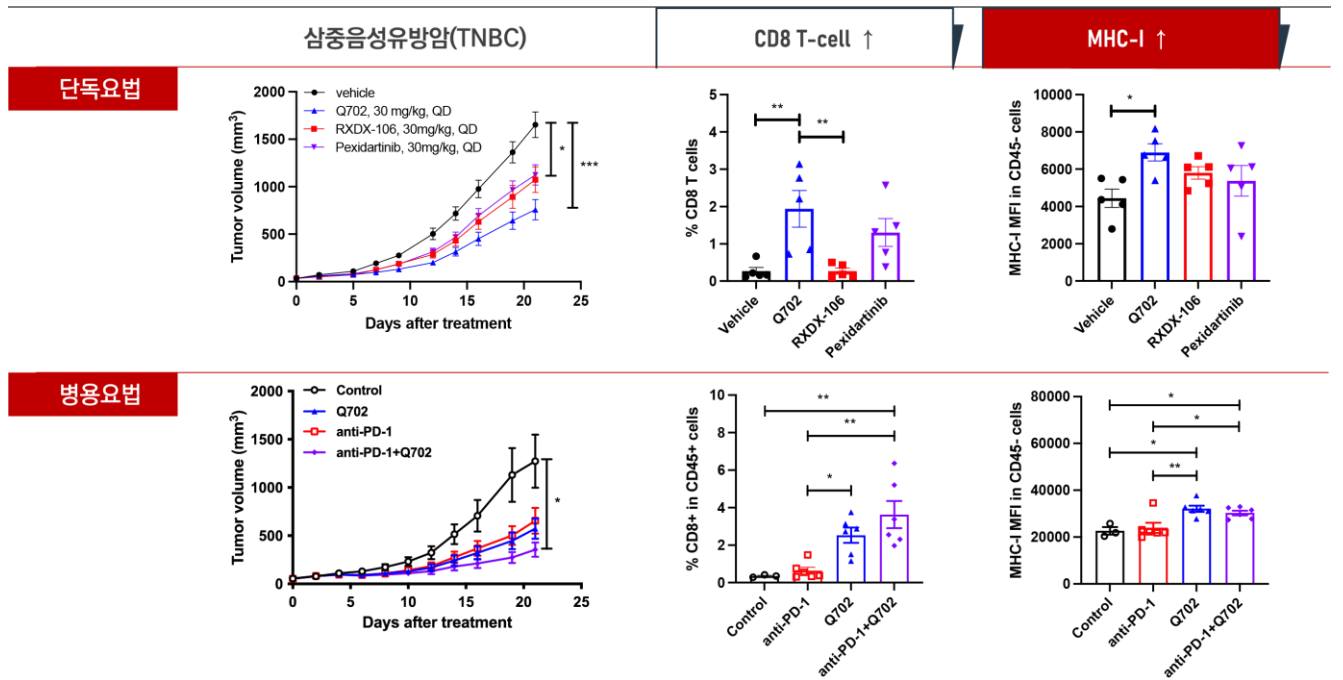 삼중음성유방암(TNBC)
CD8 T-cell ↑
MHC-I ↑
단독요법
Tumor volume (mm³)
2000
1500
1000
500
0
0 5 10 15 20 25
Days after treatment
vehicle
Q702, 30 mg/kg, QD
RXDX-106, 30mg/kg, QD
Pexidartinib, 30mg/kg, QD
*
***
% CD8 T cells
5
4
3
2
1
0
**
**
Vehicle
Q702
RXDX-106
Pexidartinib
MHC-I MFI in CD45- cells
10000
8000
6000
4000
2000
0
*
Vehicle
Q702
RXDX-106
Pexidartinib
병용요법
Tumor volume (mm³)
2000
1500
1000
500
0
0 5 10 15 20 25
Days after treatment
Control
Q702
anti-PD-1
anti-PD-1+Q702
*
% CD8+ in CD45+ cells
10
8
6
4
2
0
**
**
*
Control
anti-PD-1
Q702
anti-PD-1+Q702
MHC-I MFI in CD45- cells
80000
60000
40000
20000
0
*
*
*
**
Control
anti-PD-1
Q702
anti-PD-1+Q702